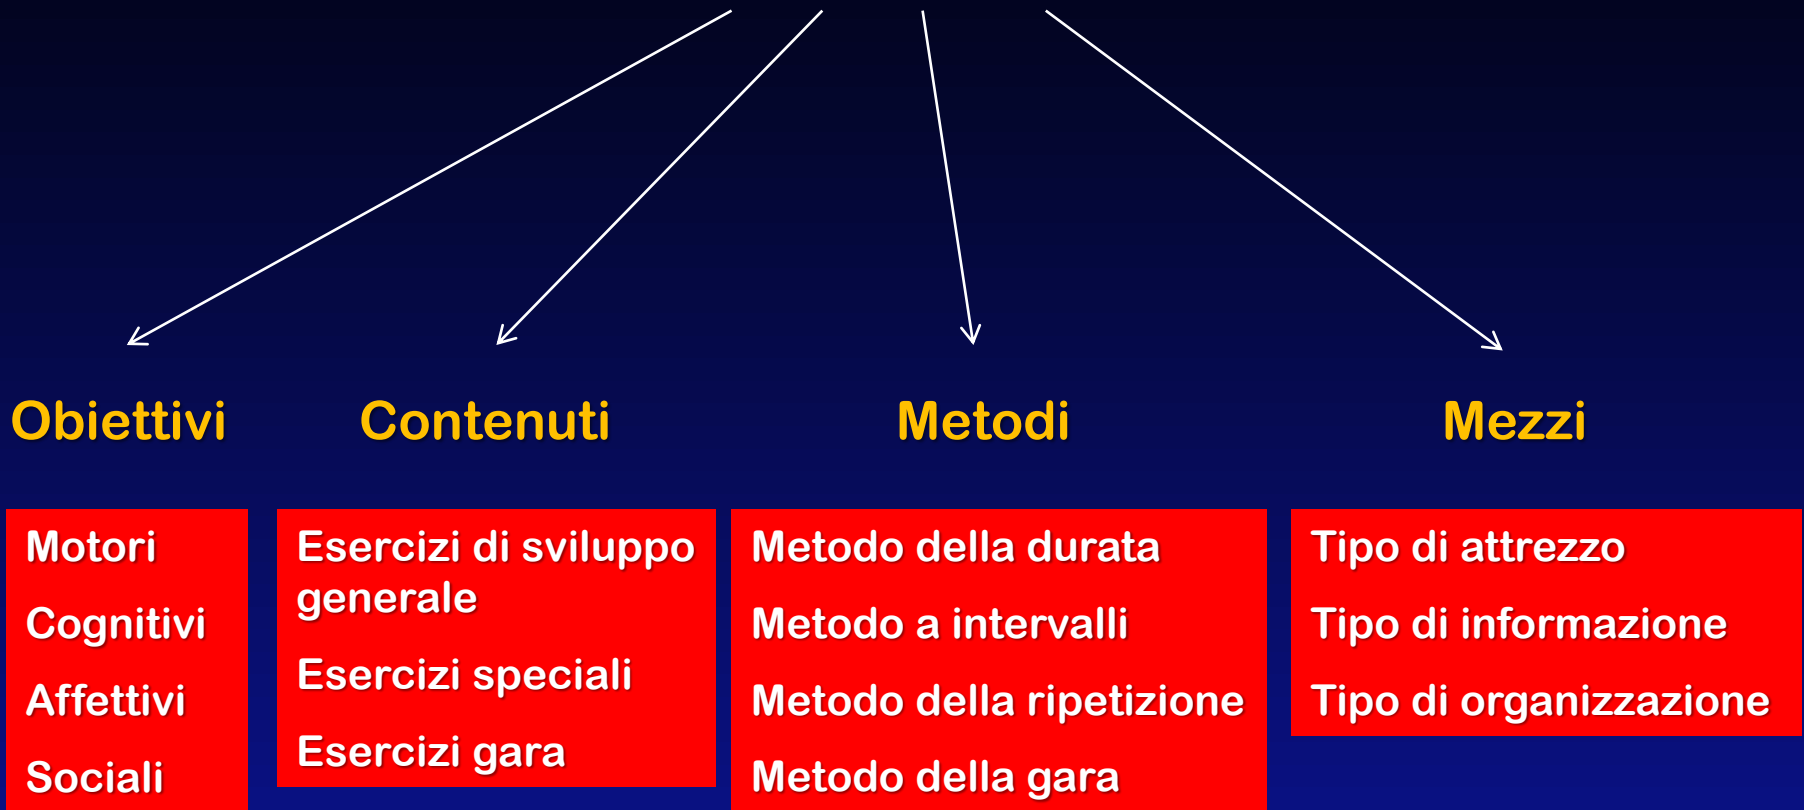 Obiettivi
Contenuti
Metodi
Mezzi
Motori
Cognitivi
Affettivi
Sociali
Esercizi di sviluppo
generale
Esercizi speciali
Esercizi gara
Metodo della durata
Metodo a intervalli
Metodo della ripetizione
Metodo della gara
Tipo di attrezzo
Tipo di informazione
Tipo di organizzazione